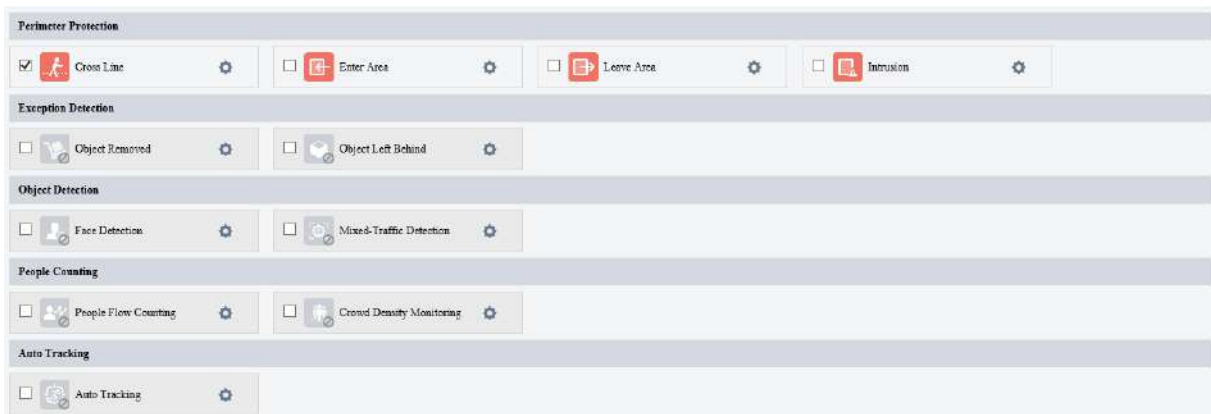 Perimeter Protection
Cross Line Enter Area Leave Area Intrusion
Exception Detection
Object Removed Object Left Behind
Object Detection
Face Detection Mixed-Traffic Detection
People Counting
People Flow Counting Crowd Density Monitoring
Auto Tracking
Auto Tracking